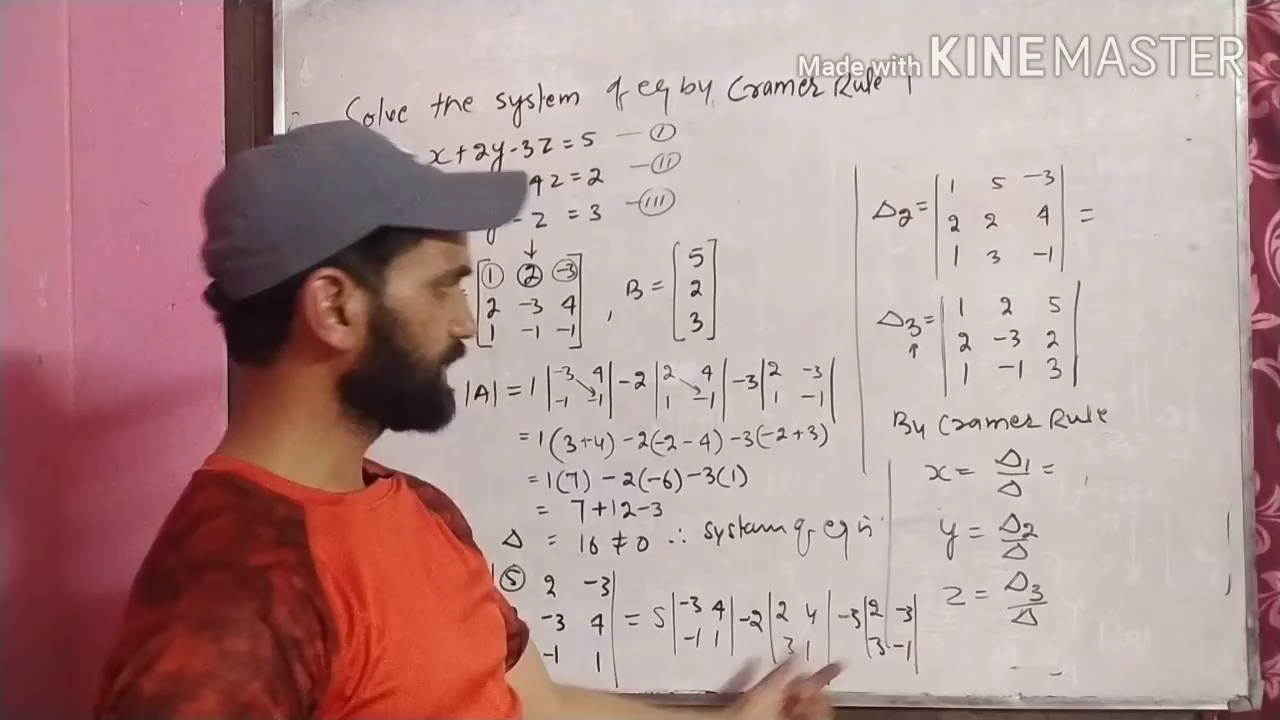 Made with KINEMASTER
Solve the system of eq by Cramer Rule
x+2y-3z=5 — (I)
4z=2 — (II)
y-z=3 — (III)
↓
[1 2 -3
2 -3 4
1 -1 -1] , B = [5
2
3]
|A| = 1 |-3 4
-1 -1| -2 |2 4
1 -1| -3 |2 -3
1 -1|
= 1(3+4) -2(-2-4) -3(-2+3)
= 1(7) -2(-6) -3(1)
= 7+12-3
Δ = 16 ≠ 0 ∴ system of eq is
5 2 -3
-3 4
-1 1 | = 5 |-3 4
-1 1| -2 |2 4
3 1| -3 |2 -3
3 -1|
Δ2 = |1 5 -3
2 2 4
1 3 -1| =
Δ3 = |1 2 5
2 -3 2
1 -1 3|
↑
By Cramer Rule
x = Δ1/Δ =
y = Δ2/Δ
z = Δ3/Δ